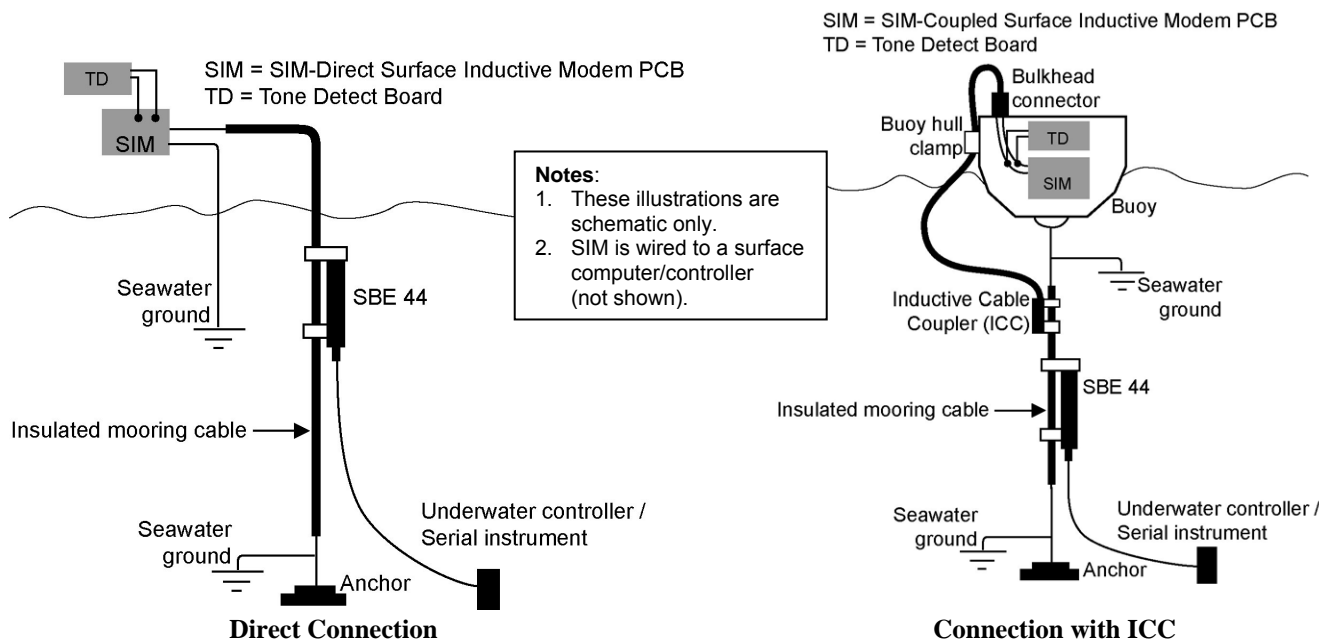 SIM = SIM-Direct Surface Inductive Modem PCB
TD = Tone Detect Board
TD
SIM
Seawater
ground
SBE 44
Insulated mooring cable
Seawater
ground
Underwater controller /
Serial instrument
Anchor
Direct Connection
Notes:
1. These illustrations are
schematic only.
2. SIM is wired to a surface
computer/controller
(not shown).
SIM = SIM-Coupled Surface Inductive Modem PCB
TD = Tone Detect Board
Bulkhead
connector
Buoy hull
clamp
TD
SIM
Buoy
Seawater
ground
Inductive Cable
Coupler (ICC)
SBE 44
Insulated mooring cable
Underwater controller /
Serial instrument
Seawater
ground
Anchor
Connection with ICC